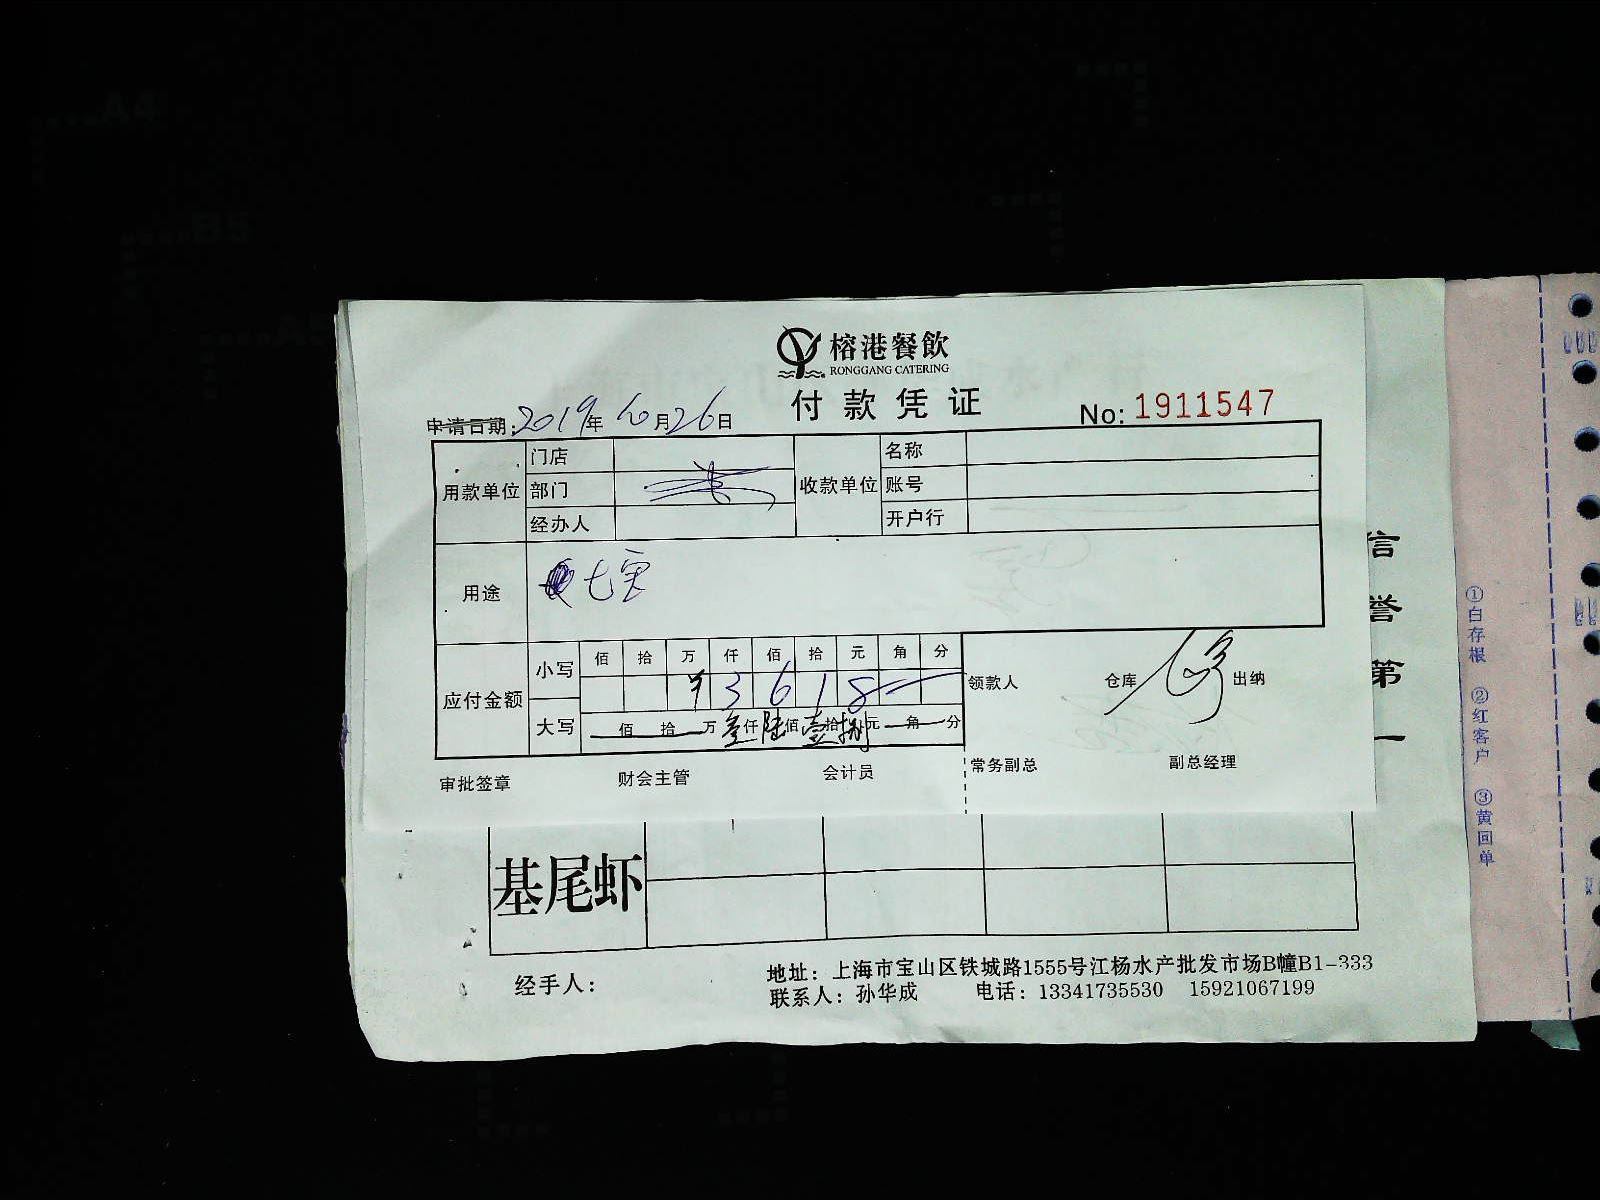 榕港餐飲
RONGGANG CATERING
付款凭证
No: 1911547
申请日期: 2019年10月26日
用款单位 门店 收款单位 名称
部门 账号
经办人 开户行
用途 七宝
应付金额 小写 佰 拾 万 仟 佰 拾 元 角 分
¥ 3 6 1 8
大写 佰 拾 万 叁仟 陆佰 壹拾 捌元 角 分
领款人 仓库 出纳
审批签章 财会主管 会计员 常务副总 副总经理
信誉第一
①白存根 ②红客户 ③黄回单
基尾虾
经手人:
地址: 上海市宝山区铁城路1555号江杨水产批发市场B幢B1-333
联系人: 孙华成 电话: 13341735530 15921067199